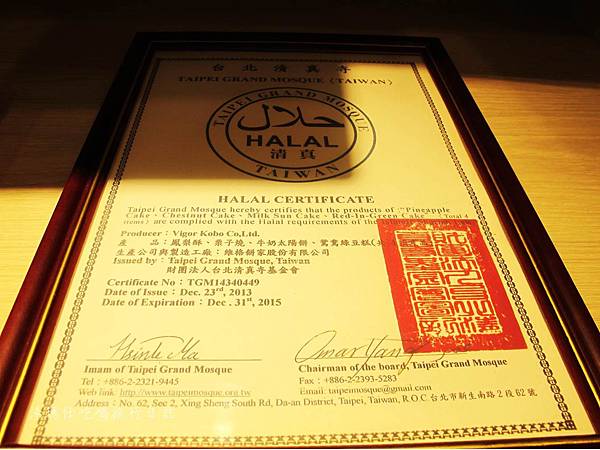 台北清真寺
TAIPEI GRAND MOSQUE (TAIWAN)
TAIPEI GRAND MOSQUE
حلال
HALAL
清真
TAIWAN
HALAL CERTIFICATE
Taipei Grand Mosque hereby certifies that the products of :"Pineapple
Cake、Chestnut Cake、Milk Sun Cake、Red-In-Green Cake" (Total 4
items) are complied with the Halal requirements of the
Producer：Vigor Kobo Co,Ltd.
產　品：鳳梨酥、栗子燒、牛奶太陽餅、鴛鴦綠豆糕
生產公司與製造工廠：維格餅家股份有限公司
Issued by：Taipei Grand Mosque, Taiwan
財團法人台北清真寺基金會
Certificate No：TGM14340449
Date of Issue：Dec. 23rd, 2013
Date of Expiration：Dec . 31st, 2015
Imam of Taipei Grand Mosque
Chairman of the board, Taipei Grand Mosque
Tel：+886-2-2321-9445
Fax：+886-2-2393-5283
Web link: http://www.taipeimosque.org.tw
Email: taipeimosque@gmail.com
Address：No. 62, Sec 2, Xing Sheng South Rd, Da-an District, Taipei, Taiwan, R.O.C 台北市新生南路2段62號